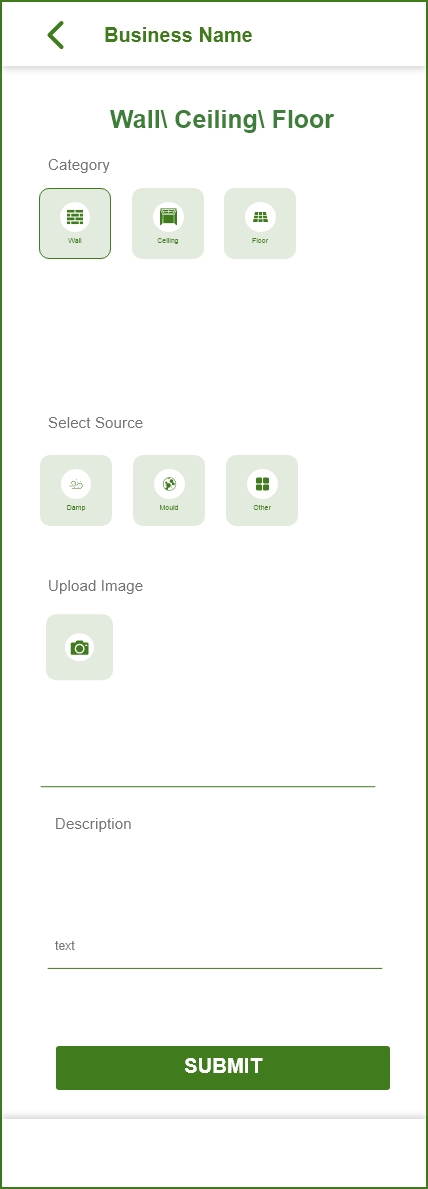 Business Name
Wall\ Ceiling\ Floor
Category
Wall Ceiling Floor
Select Source
Damp Mould Other
Upload Image
Description
text
SUBMIT